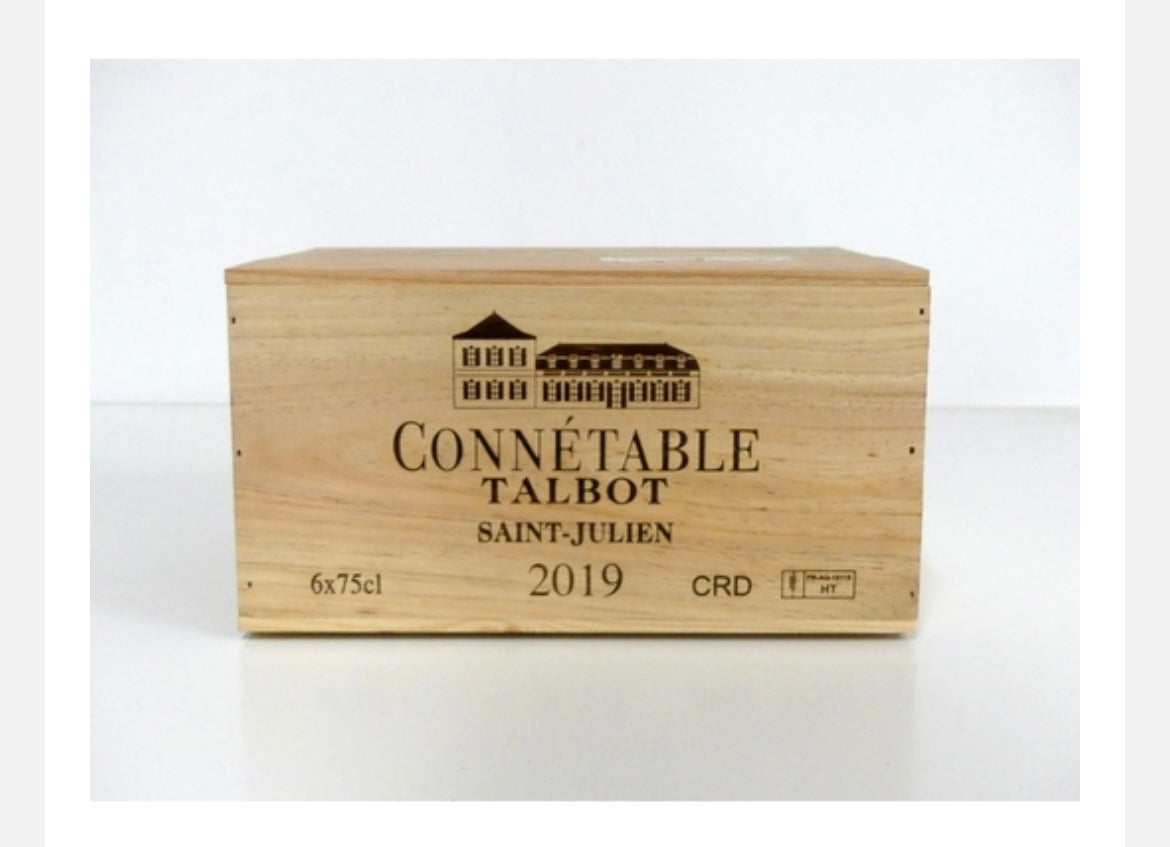 CONNÉTABLE
TALBOT
SAINT-JULIEN
6x75cl 2019 CRD
HT